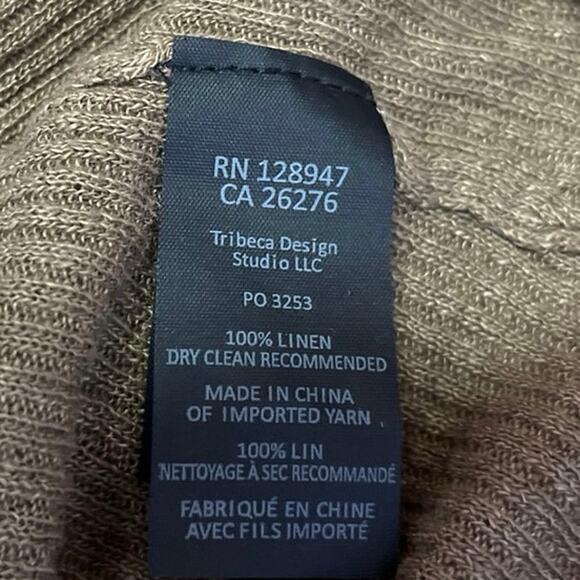 RN 128947
CA 26276
Tribeca Design
Studio LLC
PO 3253
100% LINEN
DRY CLEAN RECOMMENDED
MADE IN CHINA
OF IMPORTED YARN
100% LIN
NETTOYAGE À SEC RECOMMANDÉ
FABRIQUÉ EN CHINE
AVEC FILS IMPORTÉ